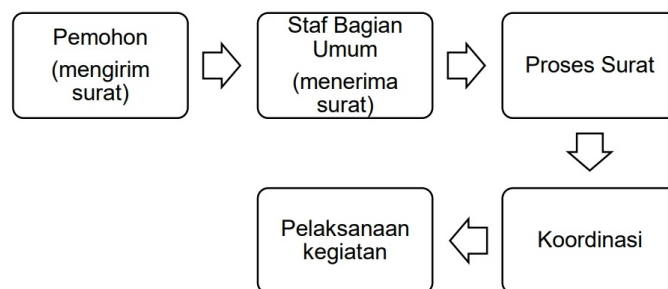 Pemohon
(mengirim
surat)
Staf Bagian
Umum
(menerima
surat)
Proses Surat
Koordinasi
Pelaksanaan
kegiatan